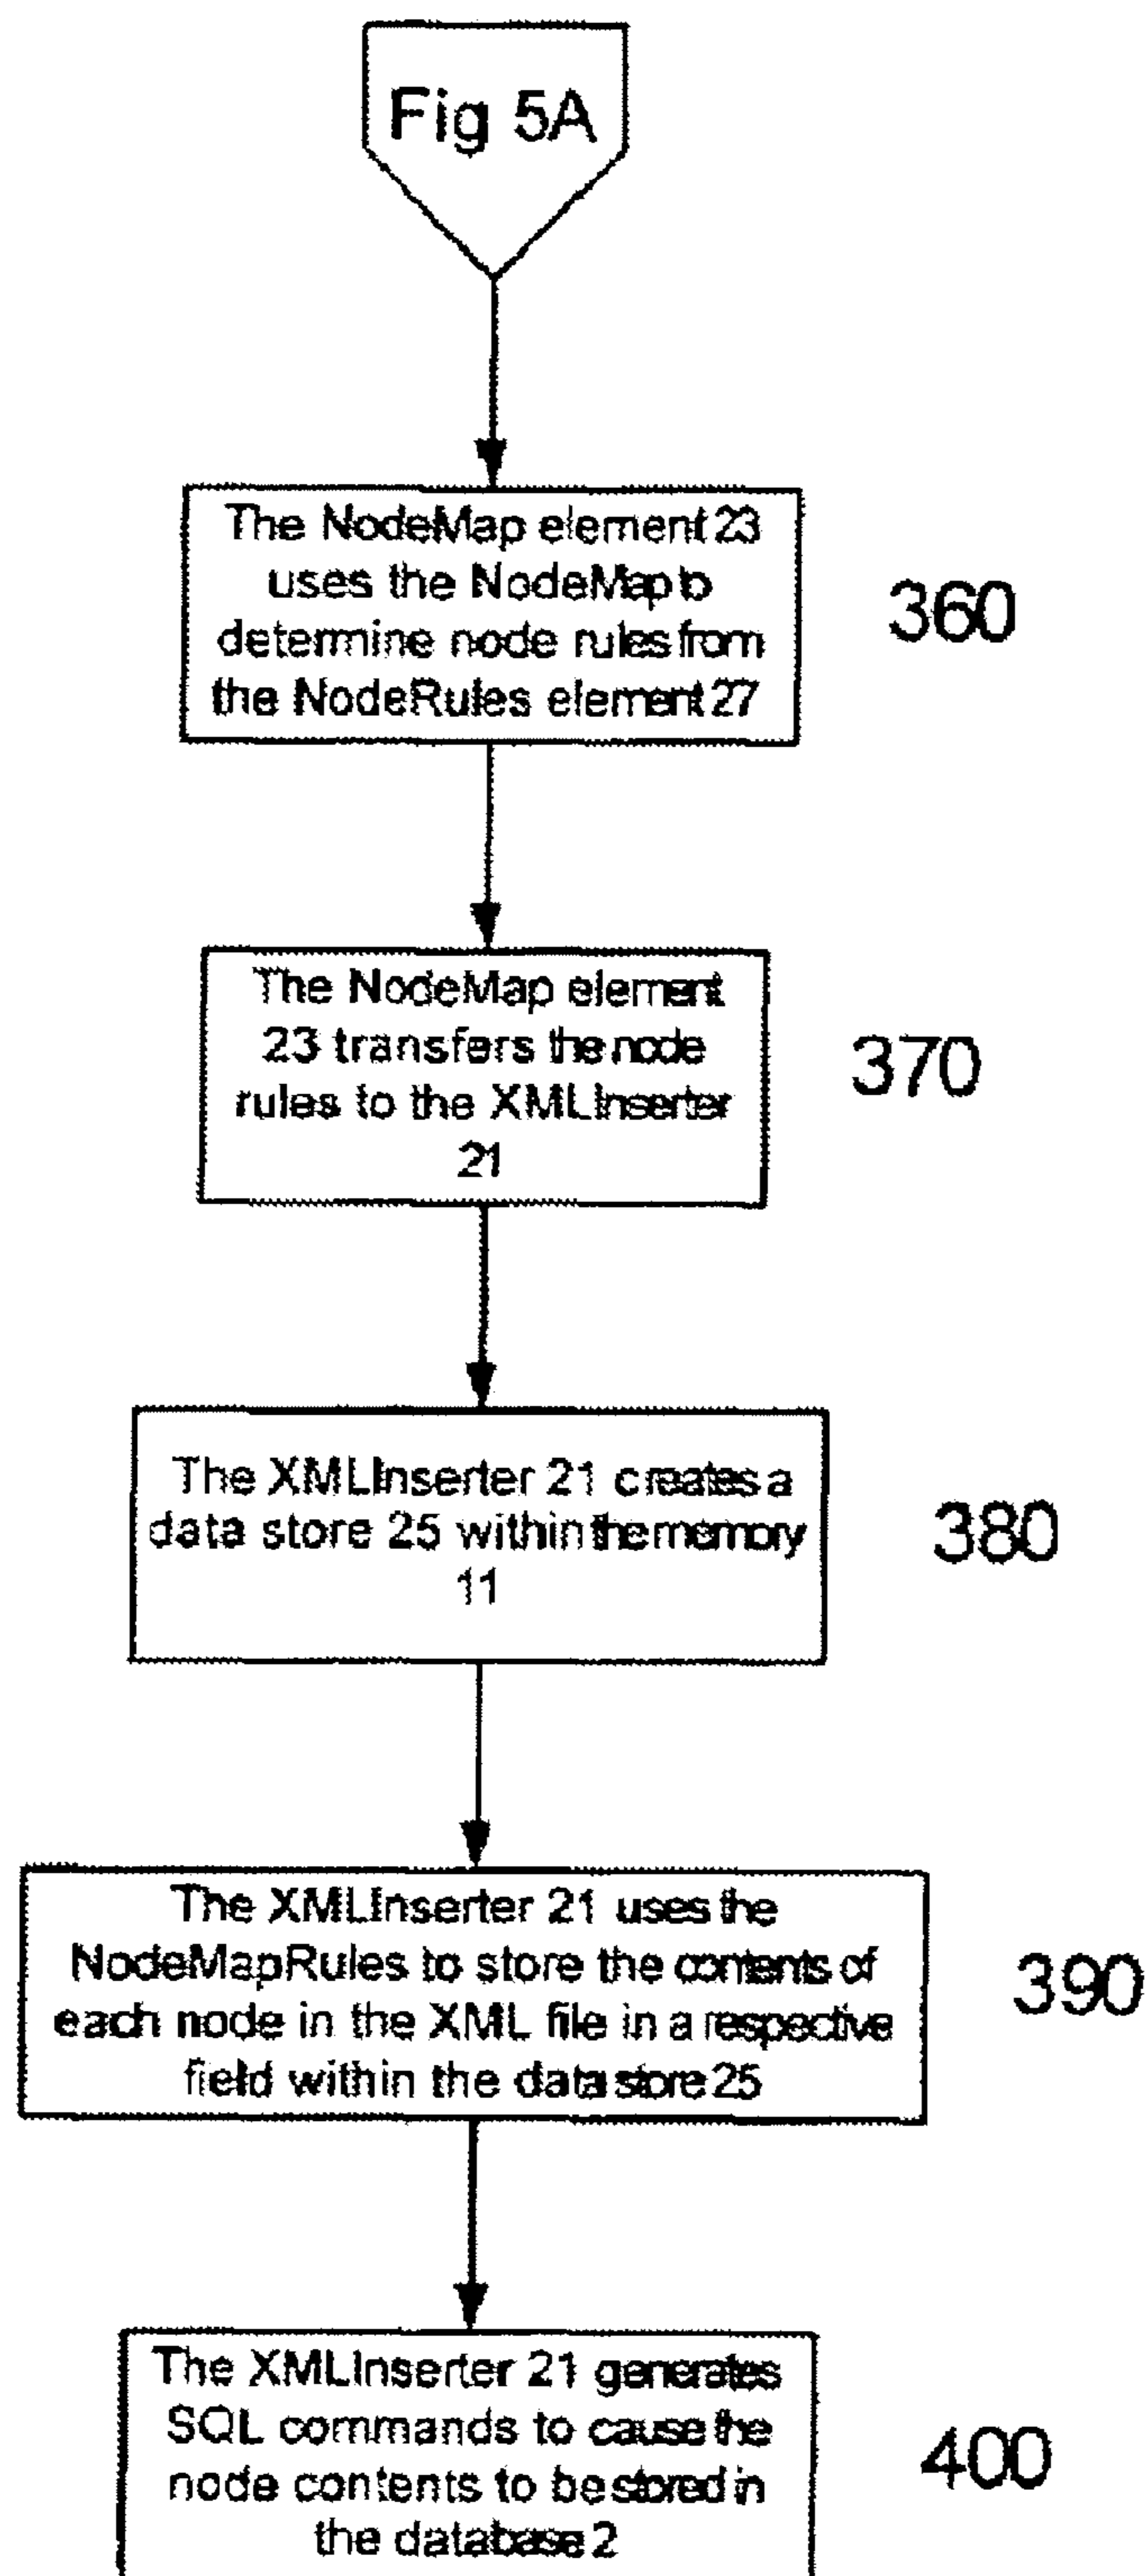 Fig 5A
The NodeMap element 23
uses the NodeMap to
determine node rules from
the NodeRules element 27
360
The NodeMap element
23 transfers the node
rules to the XMLInserter
21
370
The XMLInserter 21 creates a
data store 25 within the memory
11
380
The XMLInserter 21 uses the
NodeMapRules to store the contents of
each node in the XML file in a respective
field within the data store 25
390
The XMLInserter 21 generates
SQL commands to cause the
node contents to be stored in
the database 2
400